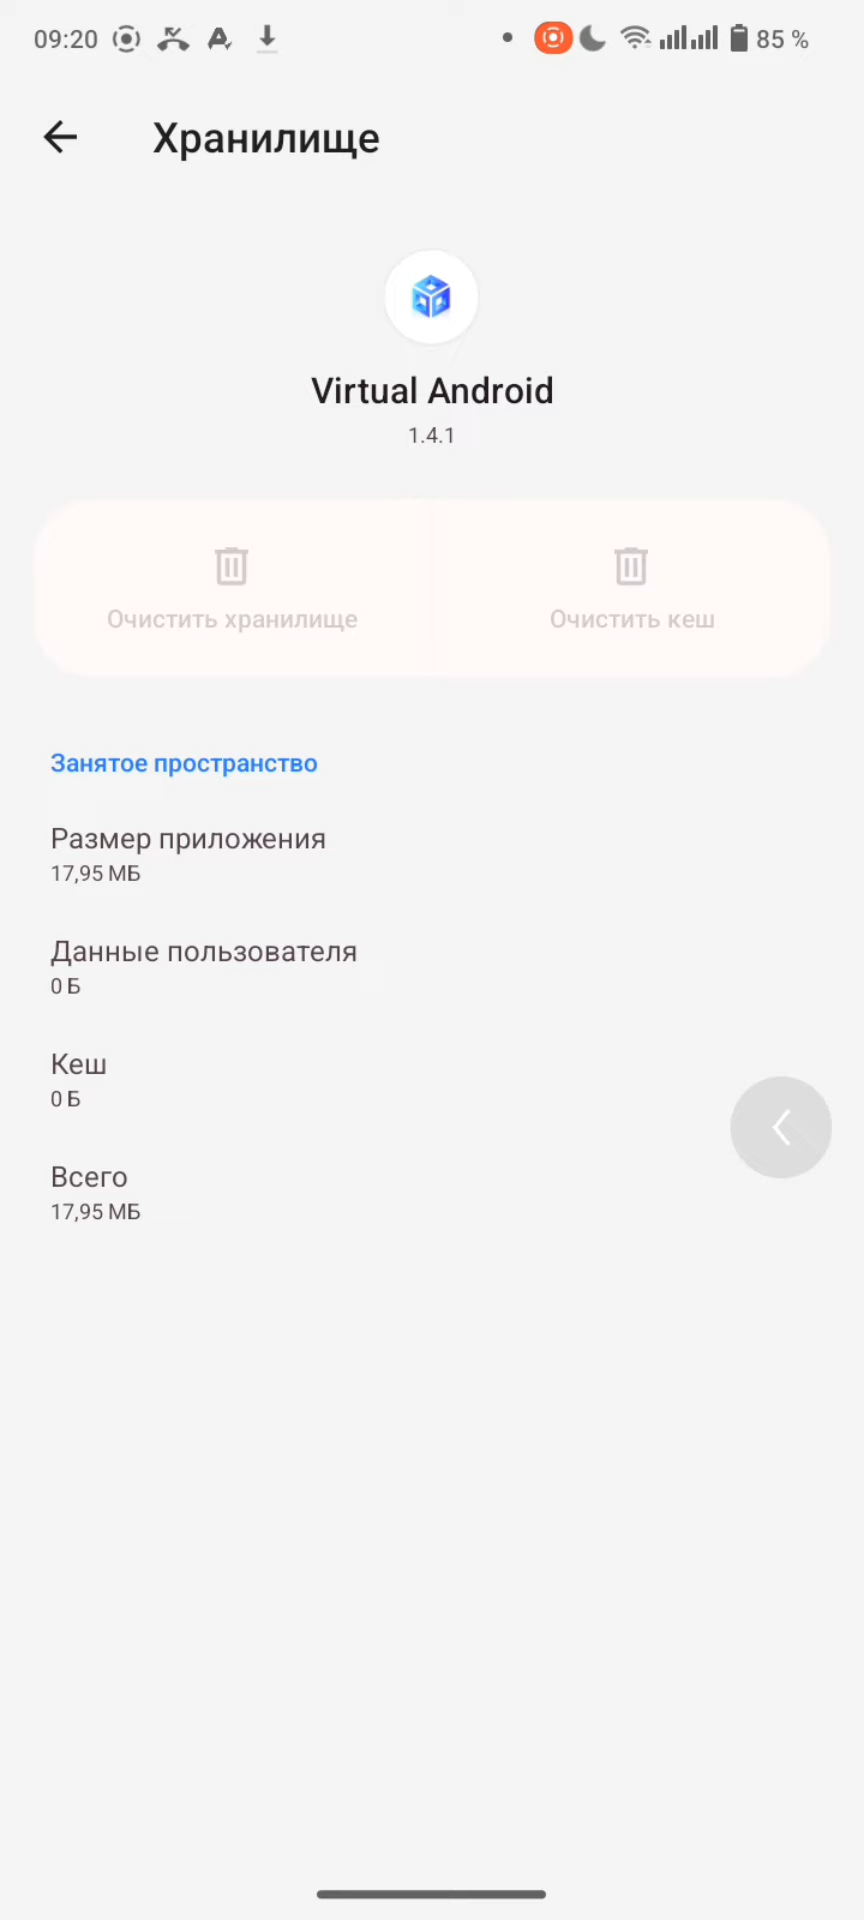 09:20
85 %
Хранилище
Virtual Android
1.4.1
Очистить хранилище
Очистить кеш
Занятое пространство
Размер приложения
17,95 МБ
Данные пользователя
0 Б
Кеш
0 Б
Всего
17,95 МБ